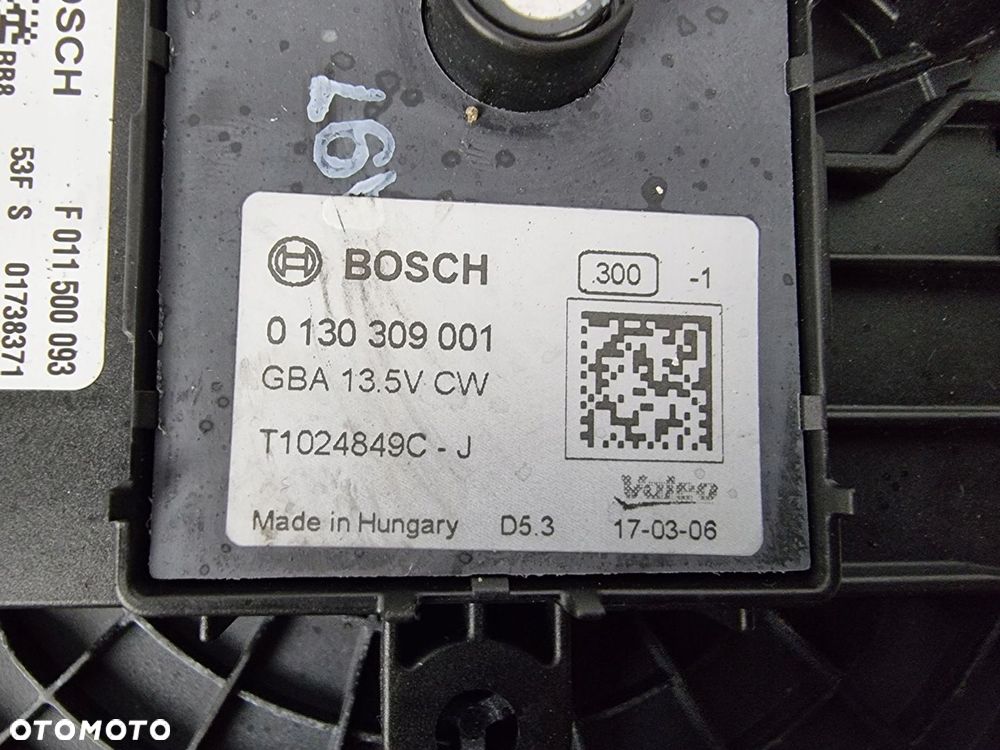 BOSCH
BB8
53F S
F 011 500 093
01738371
BOSCH
.300
-1
0 130 309 001
GBA 13.5V CW
T1024849C - J
Valeo
Made in Hungary D5.3 17-03-06
OTOMOTO